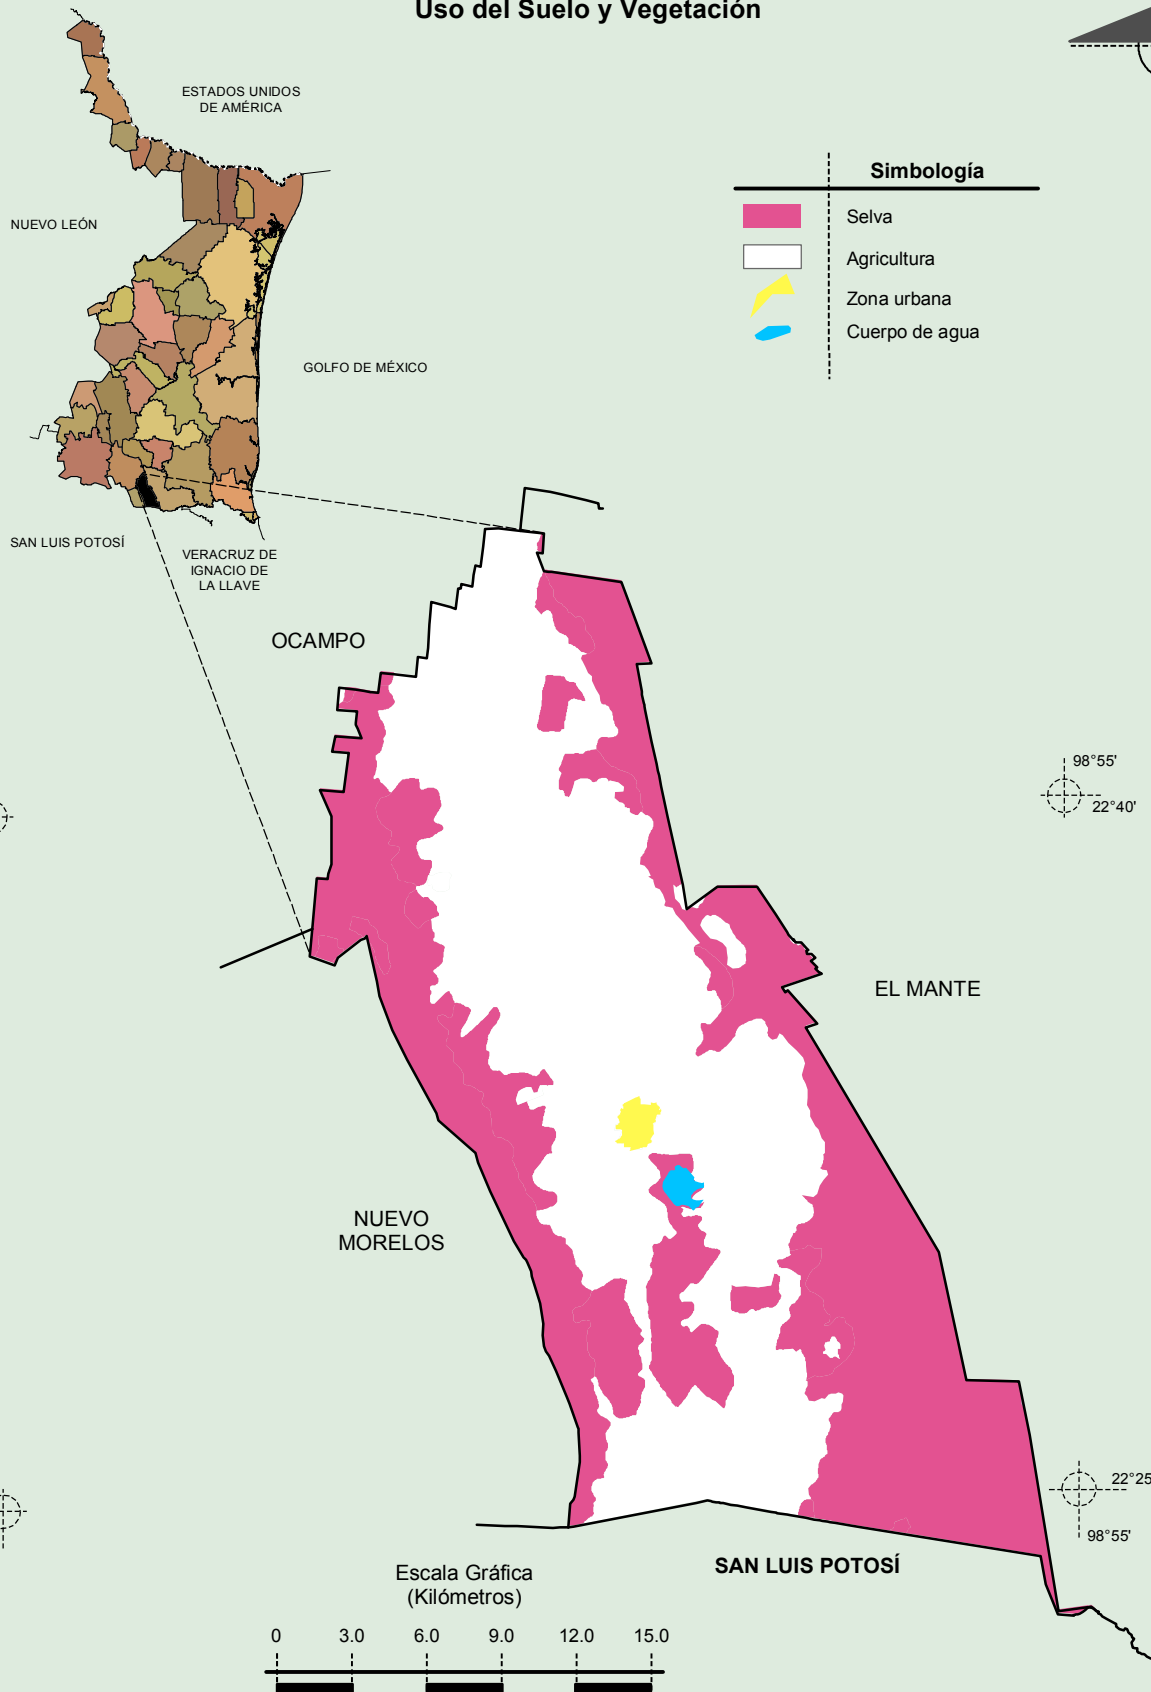 Uso del Suelo y Vegetación
ESTADOS UNIDOS
DE AMÉRICA
NUEVO LEÓN
GOLFO DE MÉXICO
SAN LUIS POTOSÍ
VERACRUZ DE
IGNACIO DE
LA LLAVE
Simbología
Selva
Agricultura
Zona urbana
Cuerpo de agua
OCAMPO
98°55'
22°40'
EL MANTE
NUEVO
MORELOS
22°25
98°55'
SAN LUIS POTOSÍ
Escala Gráfica
(Kilómetros)
0 3.0 6.0 9.0 12.0 15.0